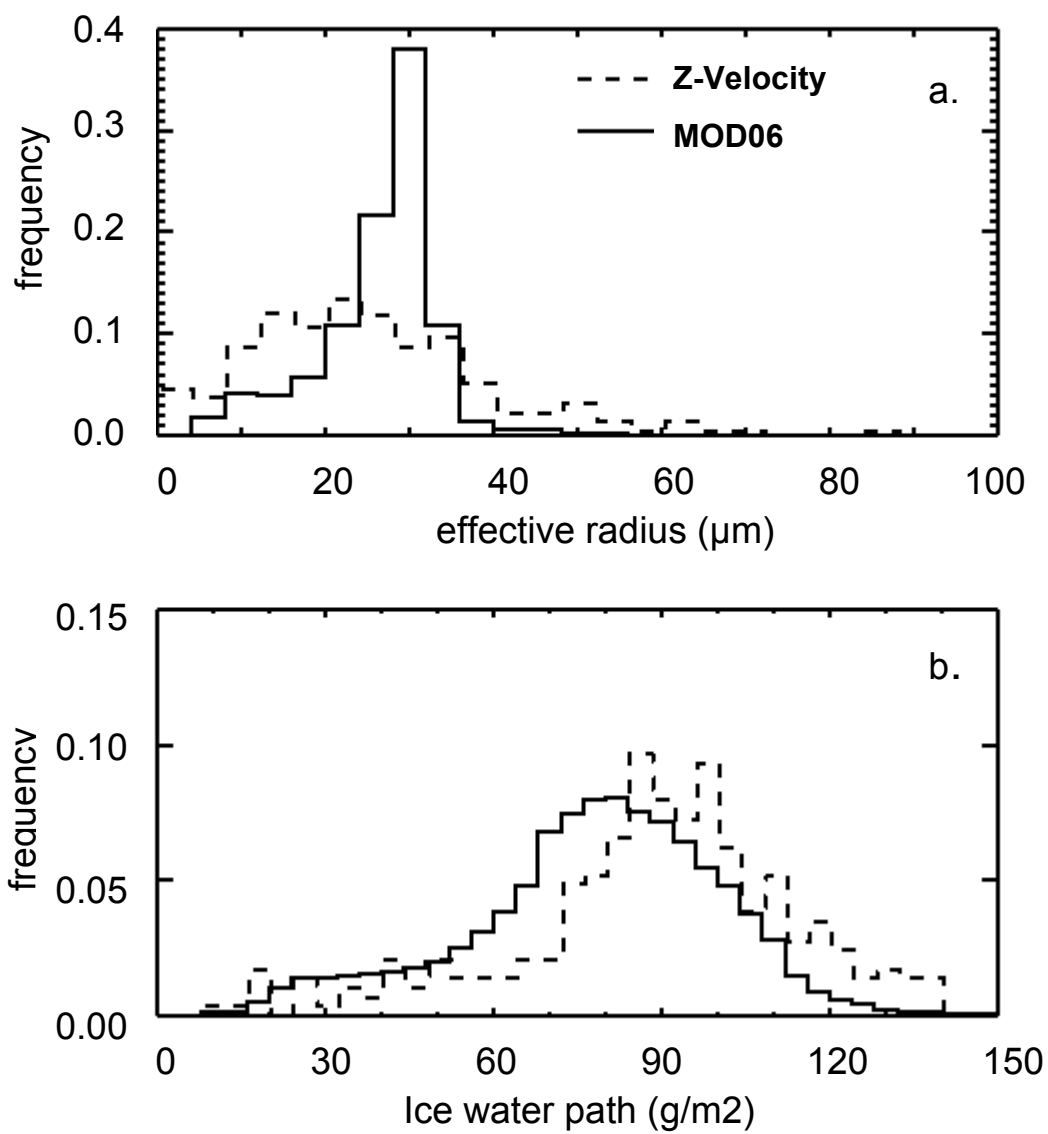 0.4
0.3
0.2
0.1
0.0
frequency
Z-Velocity
MOD06
a.
0 20 40 60 80 100
effective radius (µm)
0.15
0.10
0.05
0.00
frequency
b.
0 30 60 90 120 150
Ice water path (g/m2)